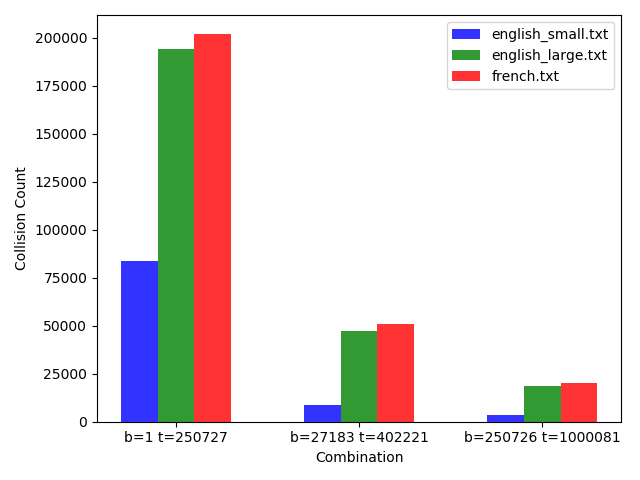 200000
175000
150000
125000
100000
75000
50000
25000
0
Collision Count
english_small.txt
english_large.txt
french.txt
b=1 t=250727
b=27183 t=402221
b=250726 t=1000081
Combination